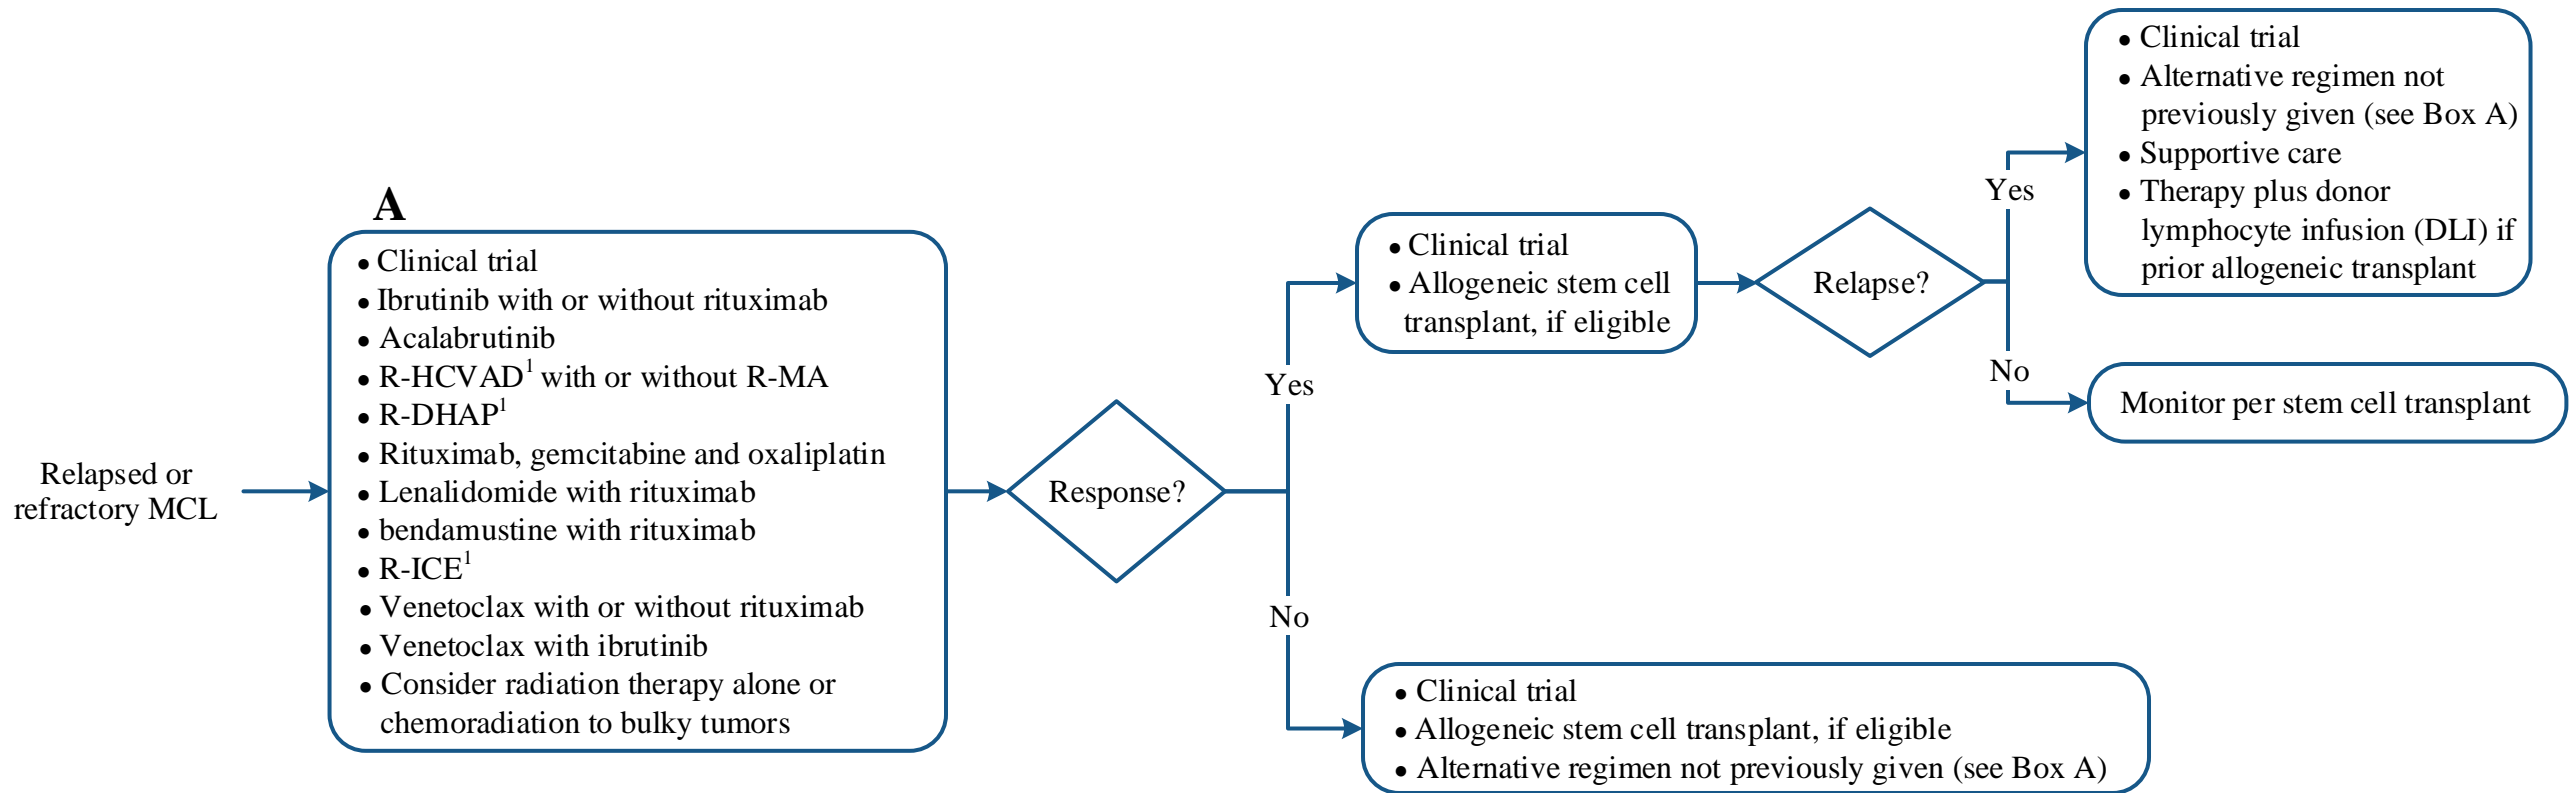 Relapsed or
refractory MCL
A
• Clinical trial
• Ibrutinib with or without rituximab
• Acalabrutinib
• R-HCVAD¹ with or without R-MA
• R-DHAP¹
• Rituximab, gemcitabine and oxaliplatin
• Lenalidomide with rituximab
• bendamustine with rituximab
• R-ICE¹
• Venetoclax with or without rituximab
• Venetoclax with ibrutinib
• Consider radiation therapy alone or
chemoradiation to bulky tumors
Response?
Yes
• Clinical trial
• Allogeneic stem cell
transplant, if eligible
Relapse?
Yes
• Clinical trial
• Alternative regimen not
previously given (see Box A)
• Supportive care
• Therapy plus donor
lymphocyte infusion (DLI) if
prior allogeneic transplant
No
Monitor per stem cell transplant
No
• Clinical trial
• Allogeneic stem cell transplant, if eligible
• Alternative regimen not previously given (see Box A)